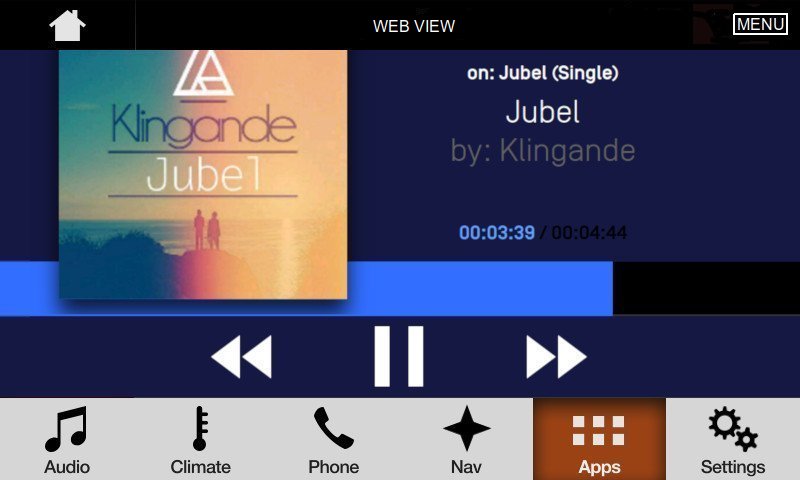 WEB VIEW
MENU
Klingande
Jubel
on: Jubel (Single)
Jubel
by: Klingande
00:03:39 / 00:04:44
Audio
Climate
Phone
Nav
Apps
Settings